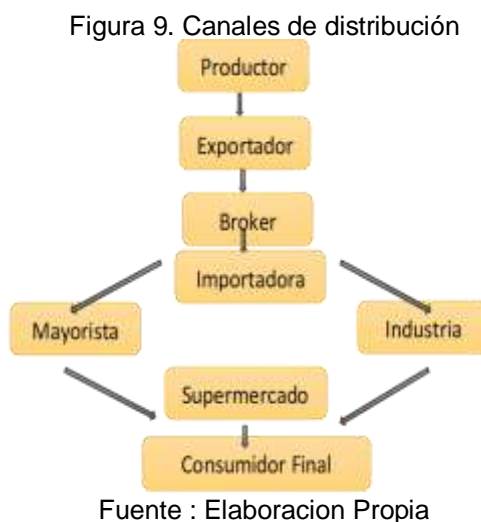 Figura 9. Canales de distribución
Productor
Exportador
Broker
Importadora
Mayorista
Industria
Supermercado
Consumidor Final
Fuente : Elaboracion Propia